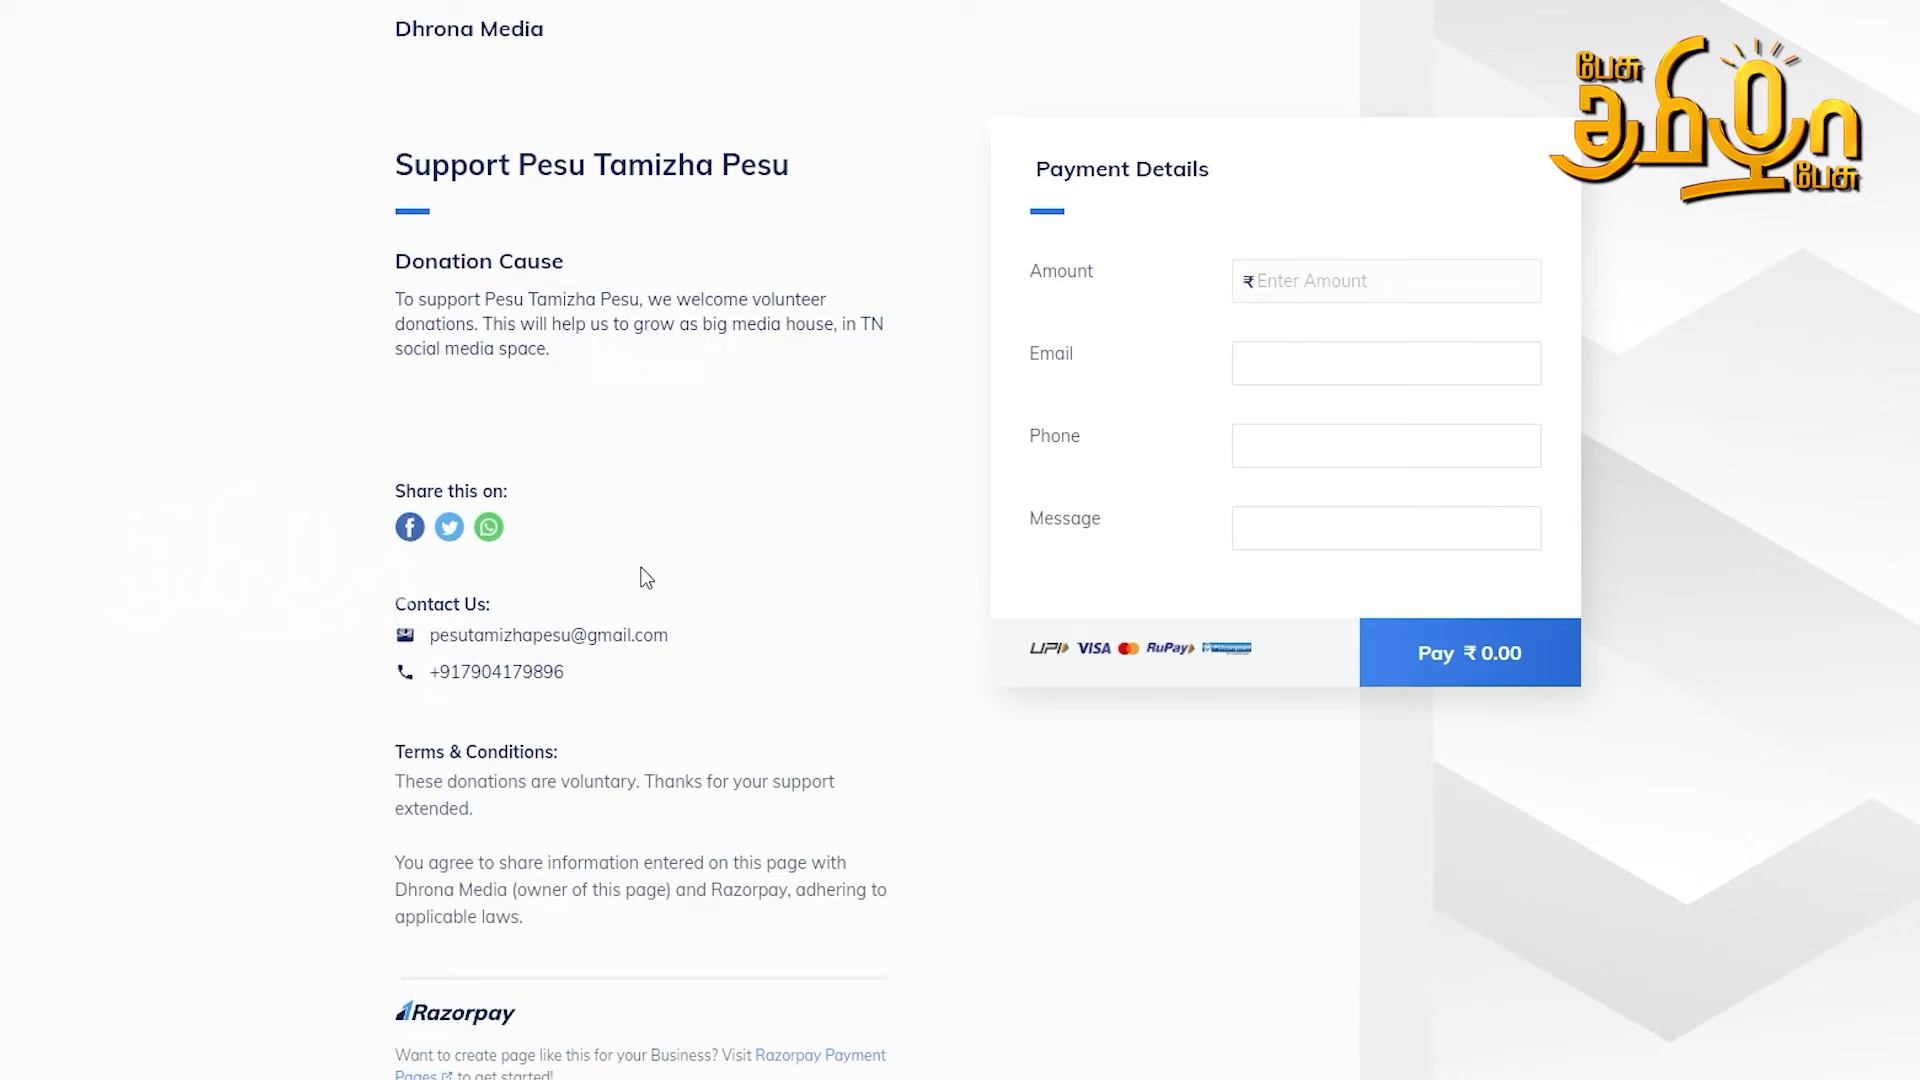 Dhrona Media
பேசு
தமிழா
பேசு
Support Pesu Tamizha Pesu
Donation Cause
To support Pesu Tamizha Pesu, we welcome volunteer
donations. This will help us to grow as big media house, in TN
social media space.
Share this on:
Contact Us:
pesutamizhapesu@gmail.com
+917904179896
Terms & Conditions:
These donations are voluntary. Thanks for your support
extended.
You agree to share information entered on this page with
Dhrona Media (owner of this page) and Razorpay, adhering to
applicable laws.
Razorpay
Want to create page like this for your Business? Visit Razorpay Payment
Pages to get started!
Payment Details
Amount
₹ Enter Amount
Email
Phone
Message
UPI VISA RuPay
Pay ₹ 0.00